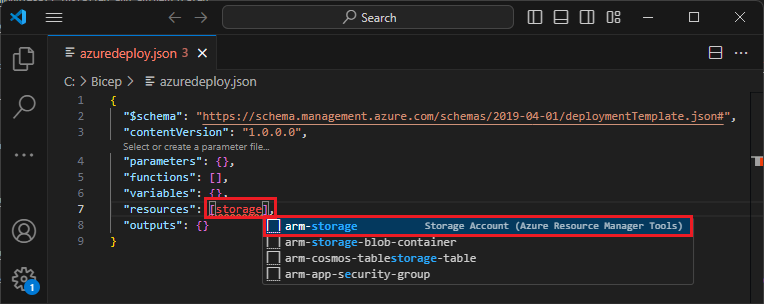 Search
azuredeploy.json 3
C: > Bicep > azuredeploy.json
1 {
2 "$schema": "https://schema.management.azure.com/schemas/2019-04-01/deploymentTemplate.json#",
3 "contentVersion": "1.0.0.0",
Select or create a parameter file...
4 "parameters": {},
5 "functions": [],
6 "variables": {},
7 "resources": [storage],
8 "outputs": {}
9 }
arm-storage Storage Account (Azure Resource Manager Tools)
arm-storage-blob-container
arm-cosmos-tablestorage-table
arm-app-security-group
1